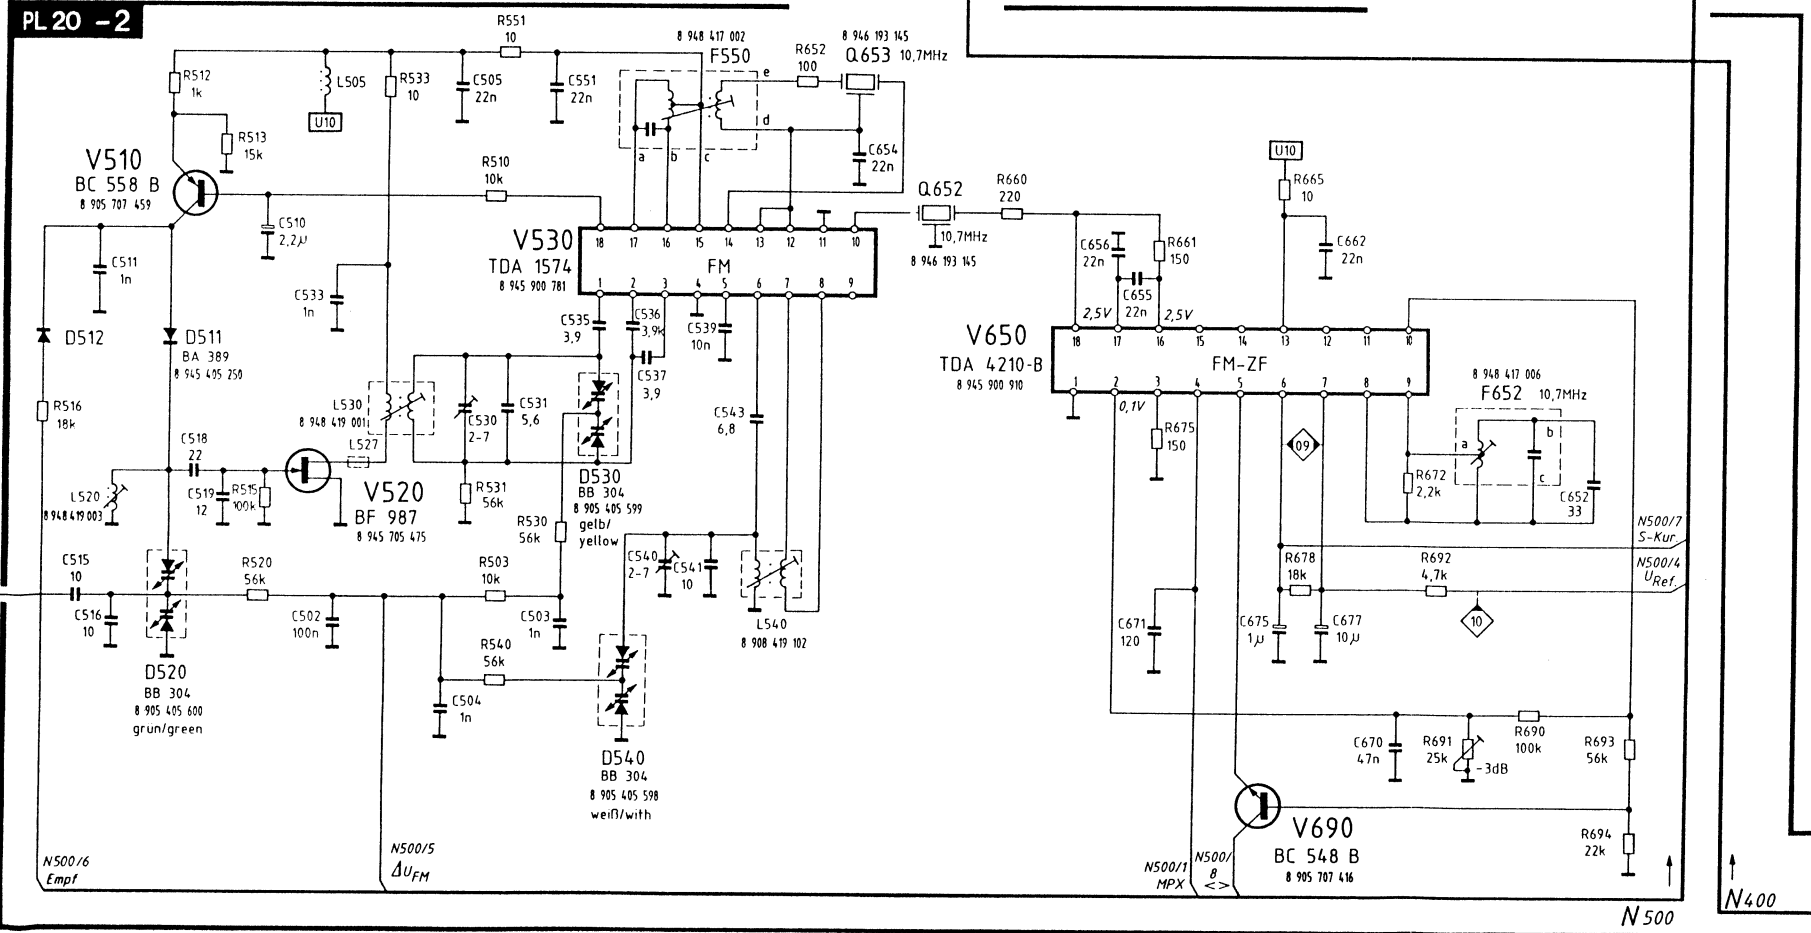 PL 20 - 2
R551
10
8 948 417 002
F550
R652
100
8 946 193 145
Q653 10,7MHz
R512
1k
L505
R533
10
C505
22n
C551
22n
e
U10
d
R513
15k
a
b
c
C654
22n
V510
BC 558 B
8 905 707 459
R510
10k
U10
Q652
R660
220
R665
10
C510
2,2µ
V530
TDA 1574
8 945 900 781
18 17 16 15 14 13 12 11 10
FM
1 2 3 4 5 6 7 8 9
10,7MHz
8 946 193 145
C656
22n
R661
150
C662
22n
C511
1n
C655
22n
C533
1n
2,5V
2,5V
C535
3,9
C536
3,9k
C539
10n
D512
D511
BA 389
8 945 405 250
V650
TDA 4210-B
8 945 900 910
18 17 16 15 14 13 12 11 10
FM-ZF
1 2 3 4 5 6 7 8 9
C537
3,9
8 948 417 006
F652 10,7MHz
R516
18k
L530
8 948 419 001
C530
2-7
C531
5,6
C543
6,8
0,1V
R675
150
09
a
b
c
C518
22
L527
R672
2,2k
C652
33
L520
8 948 419 003
C519
12
R515
100k
V520
BF 987
8 945 705 475
R531
56k
D530
BB 304
8 905 405 599
gelb/
yellow
R530
56k
N500/7
S-Kur.
C515
10
R520
56k
R503
10k
C540
2-7
C541
10
R678
18k
R692
4,7k
N500/4
URef.
C516
10
C502
100n
C503
1n
L540
8 908 419 102
C671
120
C675
1µ
C677
10µ
10
R540
56k
D520
BB 304
8 905 405 600
grün/green
C504
1n
C670
47n
R691
25k
-3dB
R690
100k
R693
56k
D540
BB 304
8 905 405 598
weiß/with
V690
BC 548 B
8 905 707 416
R694
22k
N500/6
Empf
N500/5
ΔUFM
N500/1
MPX
N500/
8
<>
N500
N400